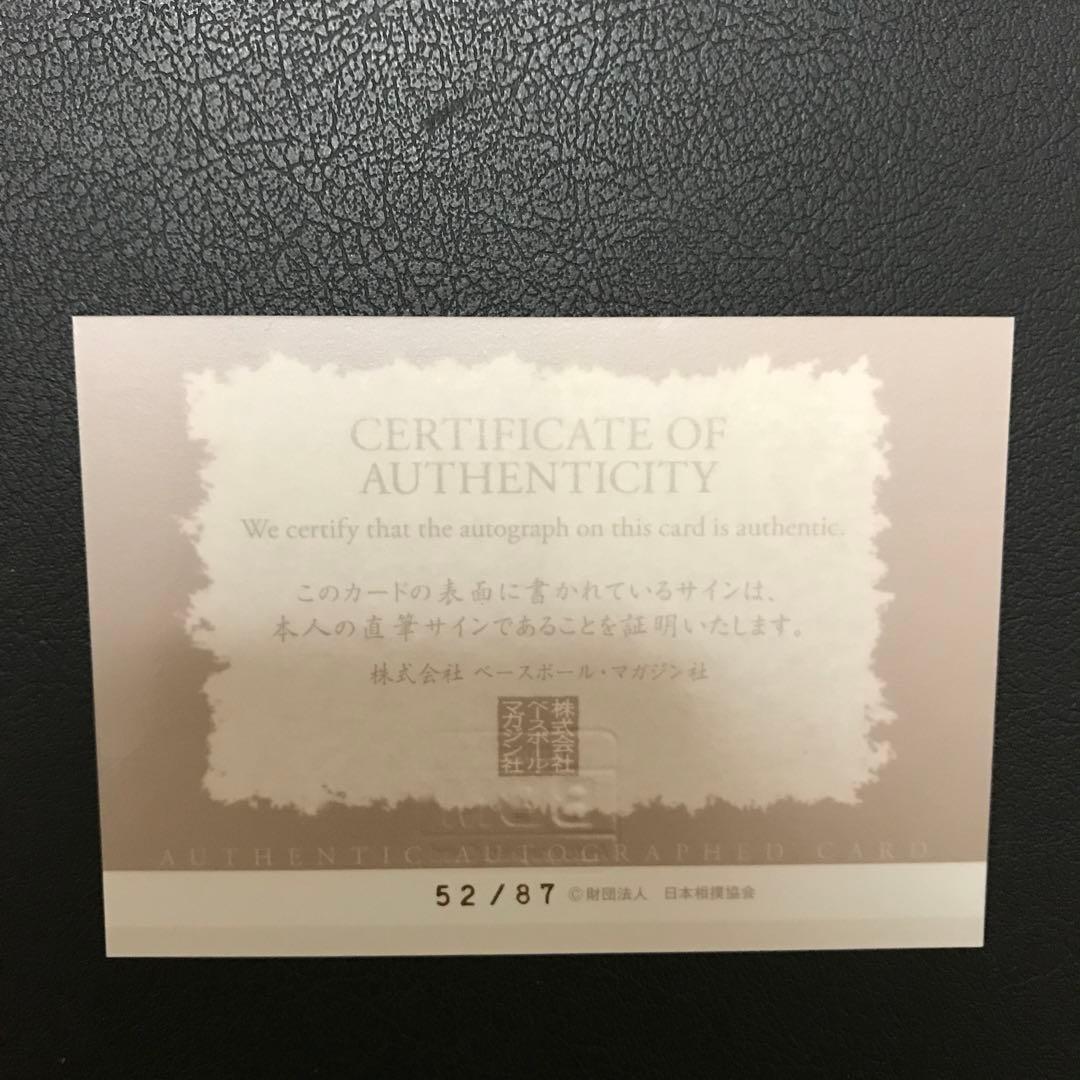 CERTIFICATE OF
AUTHENTICITY
We certify that the autograph on this card is authentic.
このカードの表面に書かれているサインは、
本人の直筆サインであることを証明いたします。
株式会社 ベースボール・マガジン社
株式会社
ベースボール・
マガジン社
AUTHENTIC AUTOGRAPHED CARD
52/87 ©財団法人 日本相撲協会